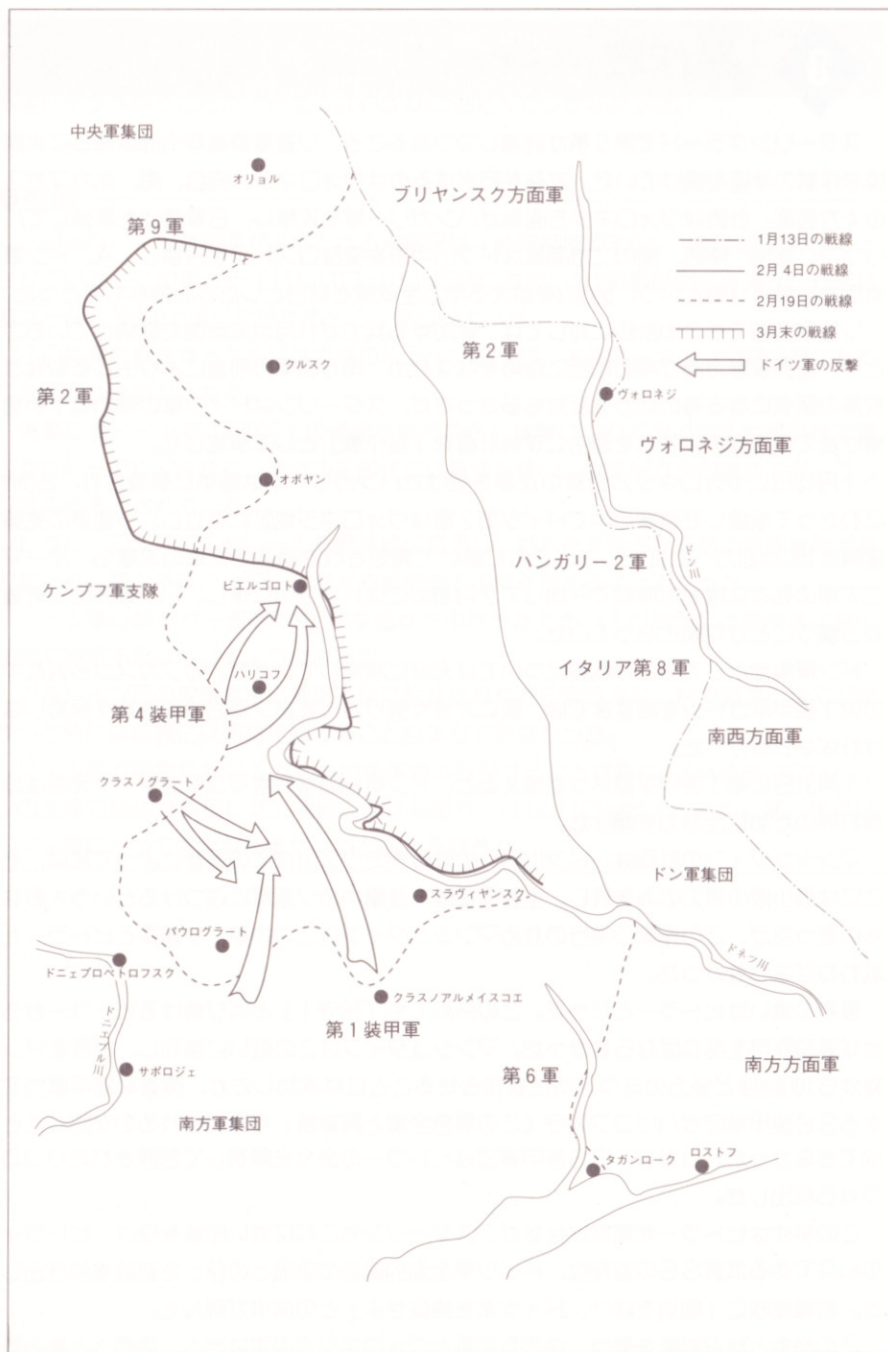 中央軍集団
オリョル
ブリヤンスク方面軍
第9軍
1月13日の戦線
2月4日の戦線
2月19日の戦線
3月末の戦線
ドイツ軍の反撃
第2軍
クルスク
第2軍
ヴォロネジ
ヴォロネジ方面軍
オボヤン
ドン川
ハンガリー2軍
ビエルゴロト
ケンプフ軍支隊
ハリコフ
イタリア第8軍
第4装甲軍
南西方面軍
クラスノグラート
ドン軍集団
スラヴィヤンスク
パウログラート
ドニェプロペトロフスク
ドネツ川
クラスノアルメイスコエ
第1装甲軍
ドニエプル川
サポロジェ
第6軍
南方方面軍
南方軍集団
タガンローク
ロストフ